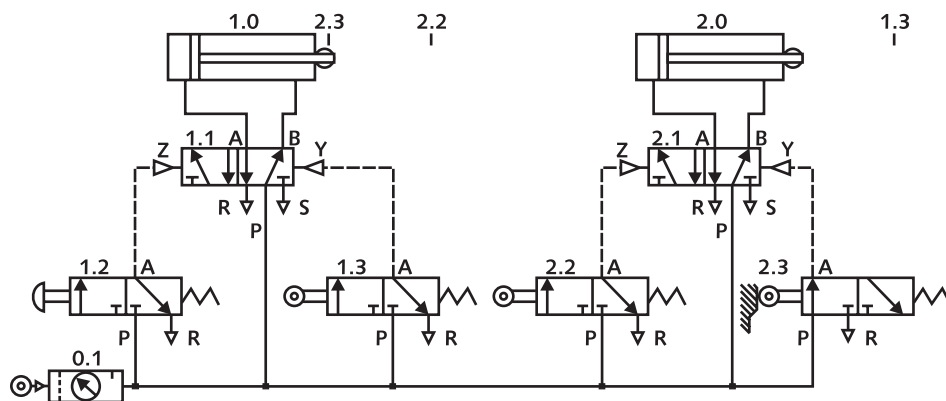 1.0 2.3 2.2 2.0 1.3
Z 1.1 A B Y Z 2.1 A B Y
R S R S
P P
1.2 A 1.3 A 2.2 A 2.3 A
P R P R P R P R
0.1